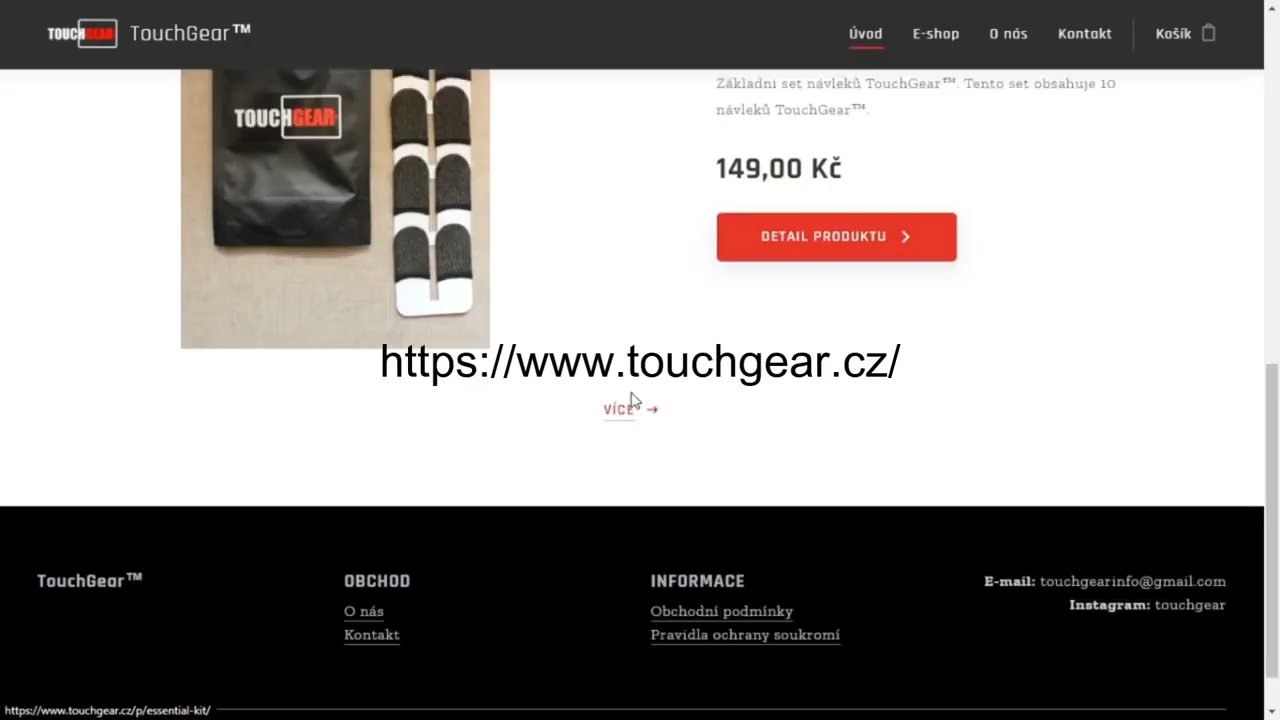 TOUCHGEAR TouchGear™ Úvod E-shop O nás Kontakt Košík
Základní set návleků TouchGear™. Tento set obsahuje 10
návleků TouchGear™.
TOUCHGEAR
149,00 Kč
DETAIL PRODUKTU
https://www.touchgear.cz/
VÍCE →
TouchGear™
OBCHOD
O nás
Kontakt
INFORMACE
Obchodní podmínky
Pravidla ochrany soukromí
E-mail: touchgearinfo@gmail.com
Instagram: touchgear
https://www.touchgear.cz/p/essential-kit/